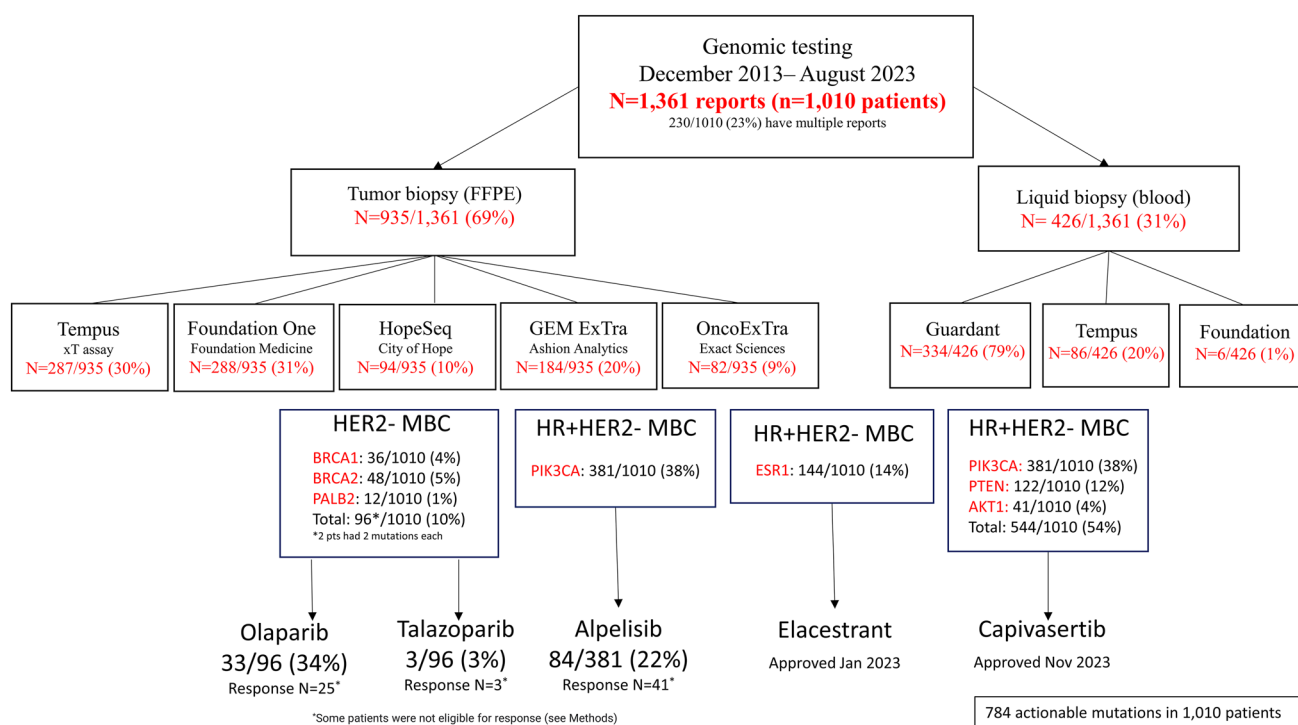 Genomic testing
December 2013– August 2023
N=1,361 reports (n=1,010 patients)
230/1010 (23%) have multiple reports
Tumor biopsy (FFPE)
N=935/1,361 (69%)
Liquid biopsy (blood)
N= 426/1,361 (31%)
Tempus
xT assay
N=287/935 (30%)
Foundation One
Foundation Medicine
N=288/935 (31%)
HopeSeq
City of Hope
N=94/935 (10%)
GEM ExTra
Ashion Analytics
N=184/935 (20%)
OncoExTra
Exact Sciences
N=82/935 (9%)
Guardant
N=334/426 (79%)
Tempus
N=86/426 (20%)
Foundation
N=6/426 (1%)
HER2- MBC
BRCA1: 36/1010 (4%)
BRCA2: 48/1010 (5%)
PALB2: 12/1010 (1%)
Total: 96*/1010 (10%)
*2 pts had 2 mutations each
HR+HER2- MBC
PIK3CA: 381/1010 (38%)
HR+HER2- MBC
ESR1: 144/1010 (14%)
HR+HER2- MBC
PIK3CA: 381/1010 (38%)
PTEN: 122/1010 (12%)
AKT1: 41/1010 (4%)
Total: 544/1010 (54%)
Olaparib
33/96 (34%)
Response N=25*
Talazoparib
3/96 (3%)
Response N=3*
Alpelisib
84/381 (22%)
Response N=41*
Elacestrant
Approved Jan 2023
Capivasertib
Approved Nov 2023
*Some patients were not eligible for response (see Methods)
784 actionable mutations in 1,010 patients